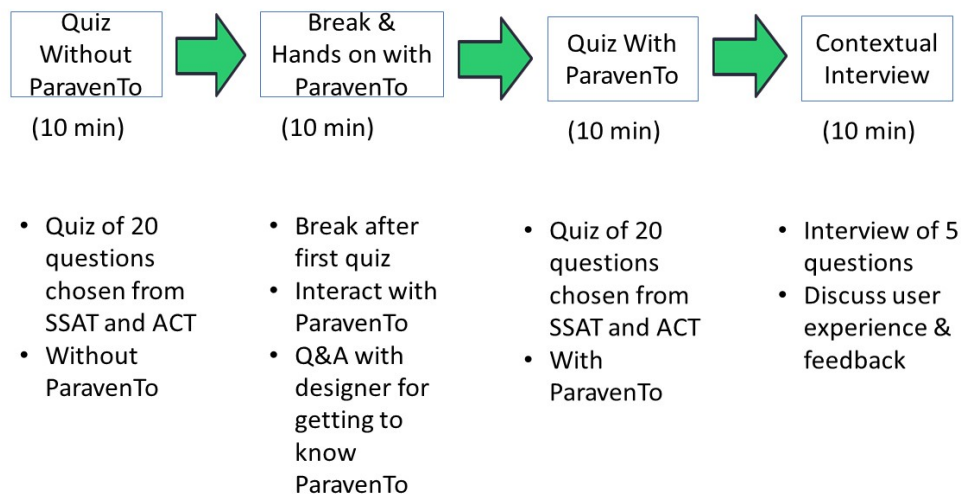 Quiz
Without
ParavenTo
(10 min)
Break &
Hands on with
ParavenTo
(10 min)
Quiz With
ParavenTo
(10 min)
Contextual
Interview
(10 min)
• Quiz of 20
questions
chosen from
SSAT and ACT
• Without
ParavenTo
• Break after
first quiz
• Interact with
ParavenTo
• Q&A with
designer for
getting to
know
ParavenTo
• Quiz of 20
questions
chosen from
SSAT and ACT
• With
ParavenTo
• Interview of 5
questions
• Discuss user
experience &
feedback